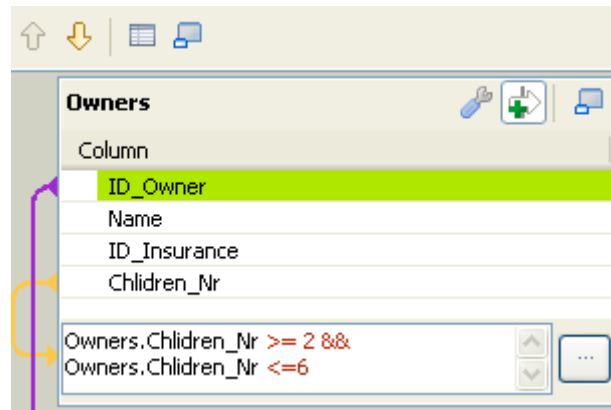 Owners
Column
ID_Owner
Name
ID_Insurance
Chlidren_Nr
Owners.Chlidren_Nr >= 2 &&
Owners.Chlidren_Nr <=6
...